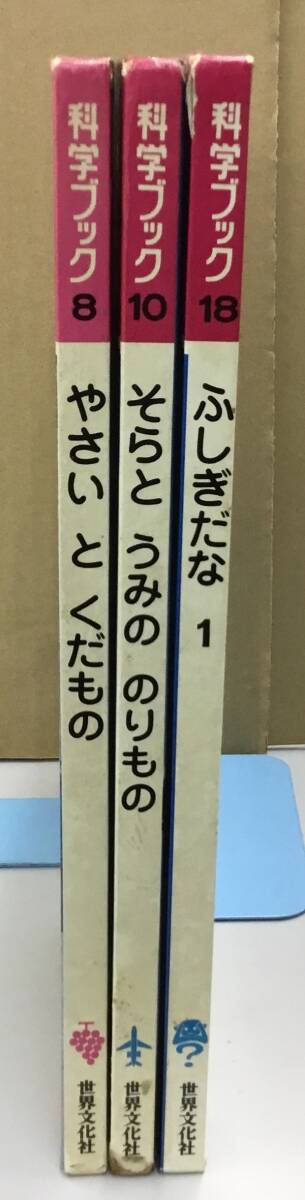 科学ブック
8
やさい と くだもの
世界文化社
科学ブック
10
そらと うみの のりもの
世界文化社
科学ブック
18
ふしぎだな 1
?
世界文化社